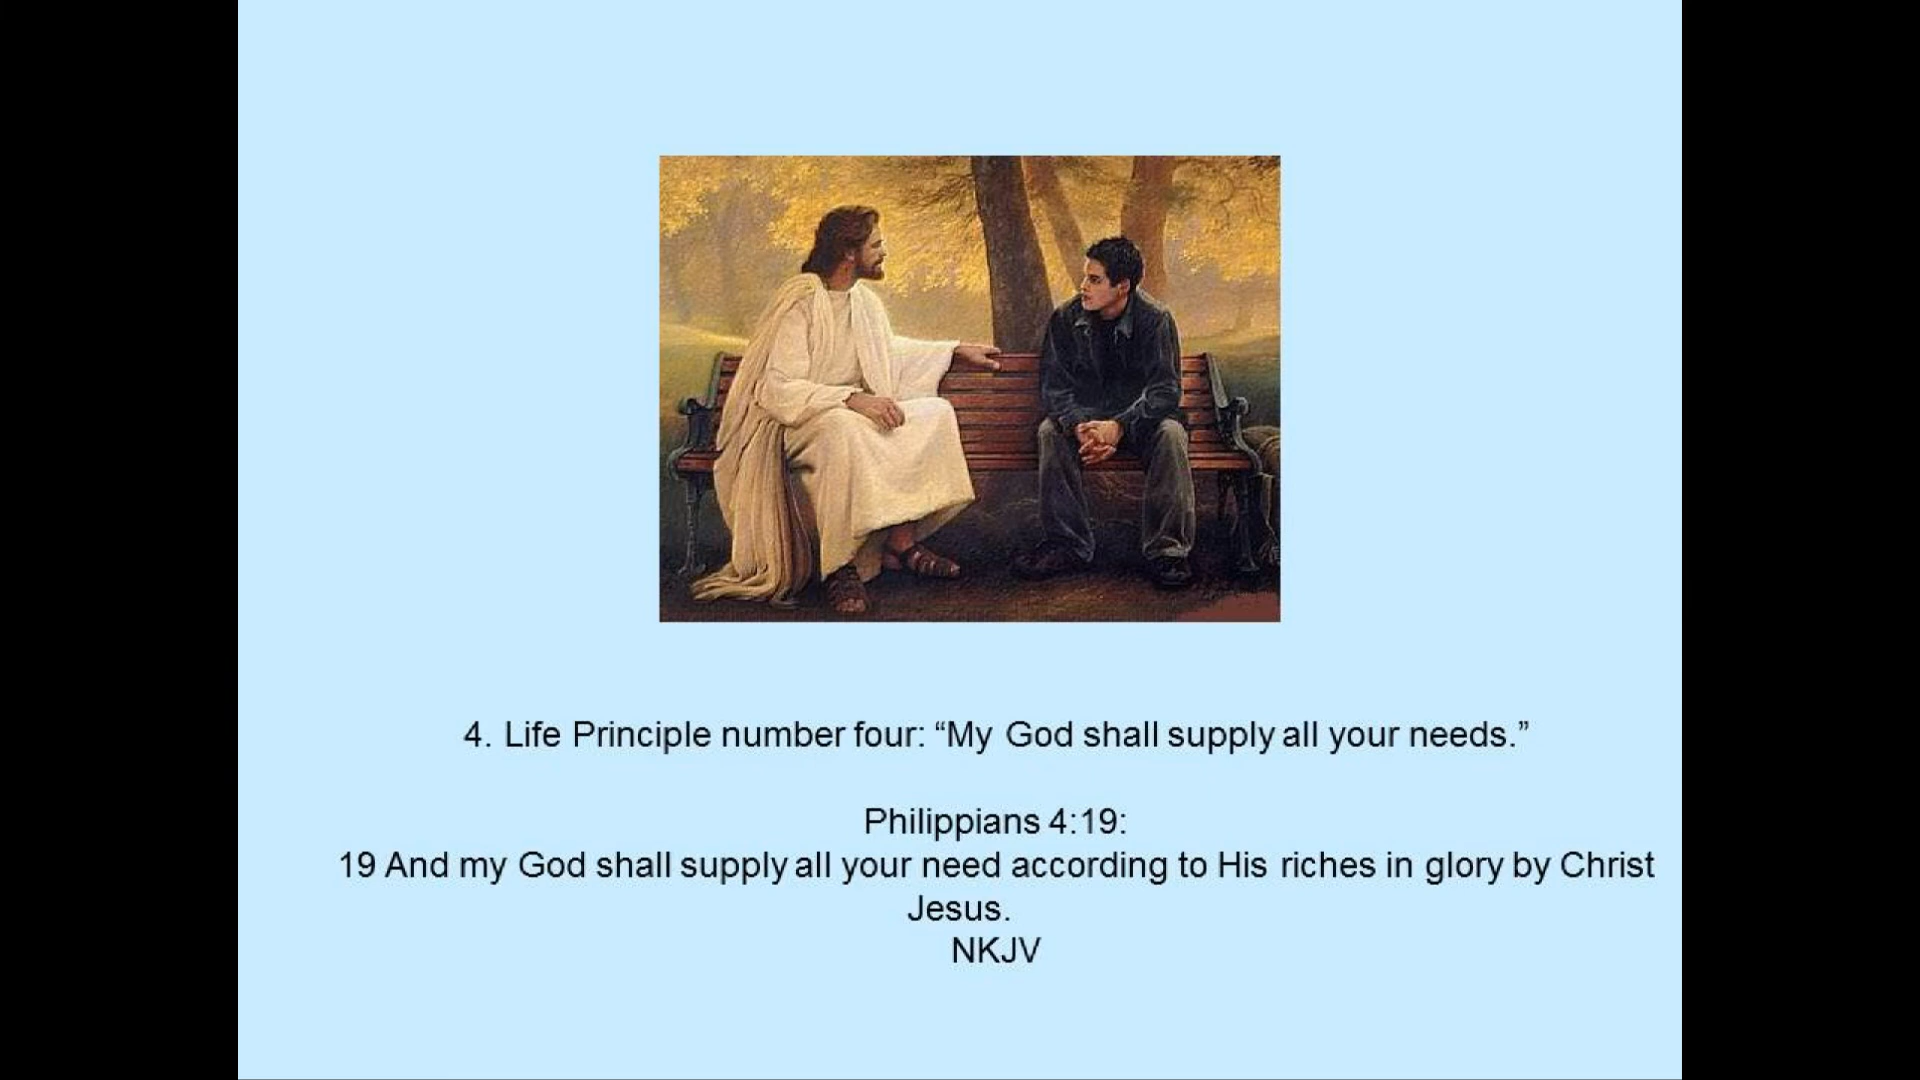 4. Life Principle number four: “My God shall supply all your needs.”
Philippians 4:19:
19 And my God shall supply all your need according to His riches in glory by Christ
Jesus.
NKJV